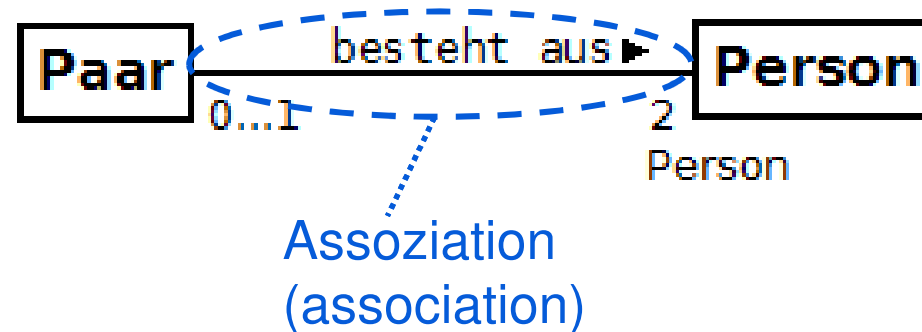 Paar
besteht aus
Person
0...1
2
Person
Assoziation
(association)